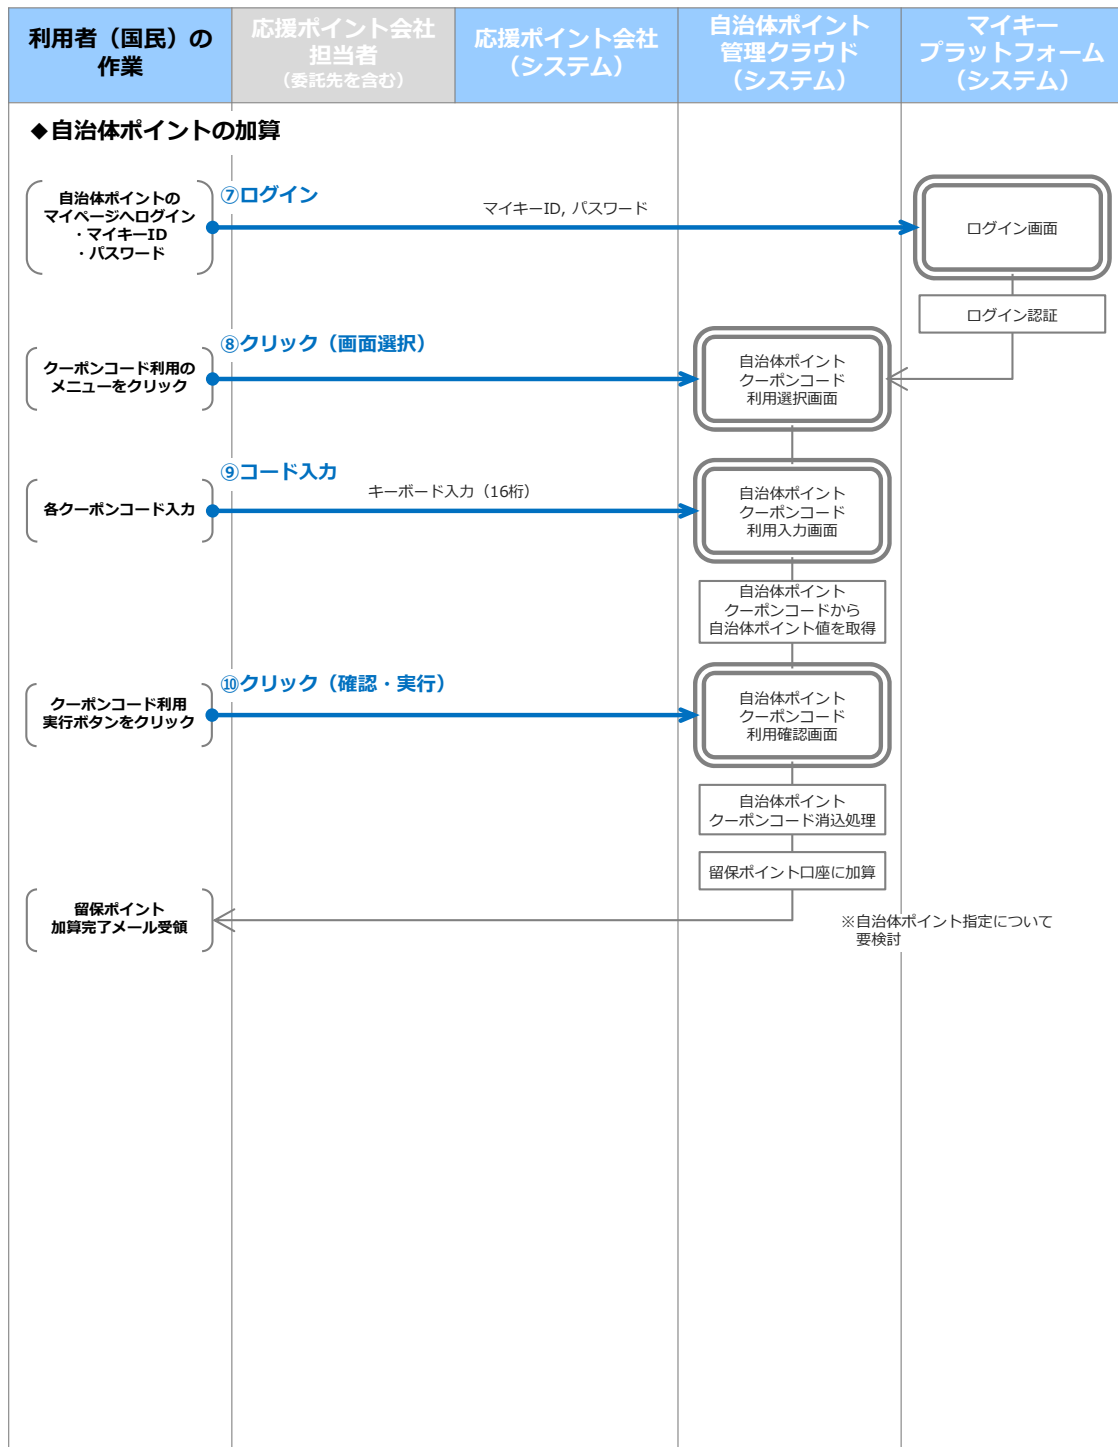 利用者（国民）の
作業
応援ポイント会社
担当者
（委託先を含む）
応援ポイント会社
（システム）
自治体ポイント
管理クラウド
（システム）
マイキー
プラットフォーム
（システム）
◆自治体ポイントの加算
自治体ポイントの
マイページへログイン
・マイキーID
・パスワード
⑦ログイン
マイキーID, パスワード
ログイン画面
ログイン認証
クーポンコード利用の
メニューをクリック
⑧クリック（画面選択）
自治体ポイント
クーポンコード
利用選択画面
各クーポンコード入力
⑨コード入力
キーボード入力（16桁）
自治体ポイント
クーポンコード
利用入力画面
自治体ポイント
クーポンコードから
自治体ポイント値を取得
クーポンコード利用
実行ボタンをクリック
⑩クリック（確認・実行）
自治体ポイント
クーポンコード
利用確認画面
自治体ポイント
クーポンコード消込処理
留保ポイント口座に加算
留保ポイント
加算完了メール受領
※自治体ポイント指定について
要検討